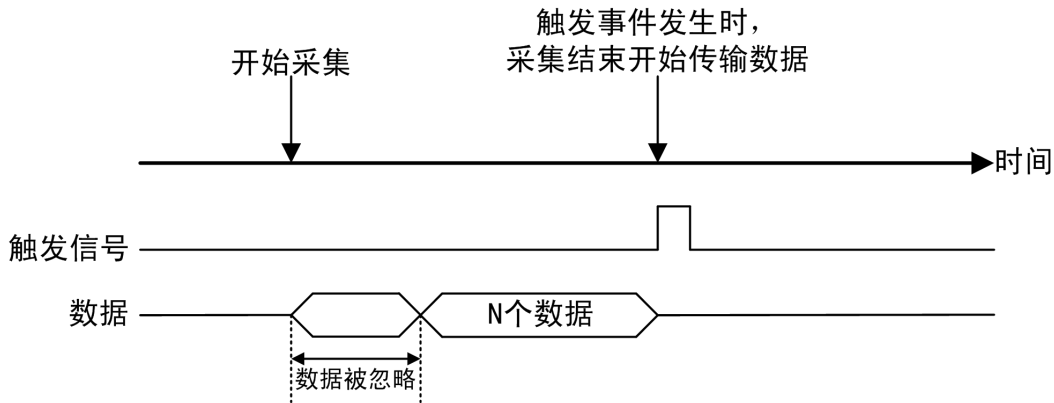 触发事件发生时，
采集结束开始传输数据
开始采集
时间
触发信号
数据
N个数据
数据被忽略